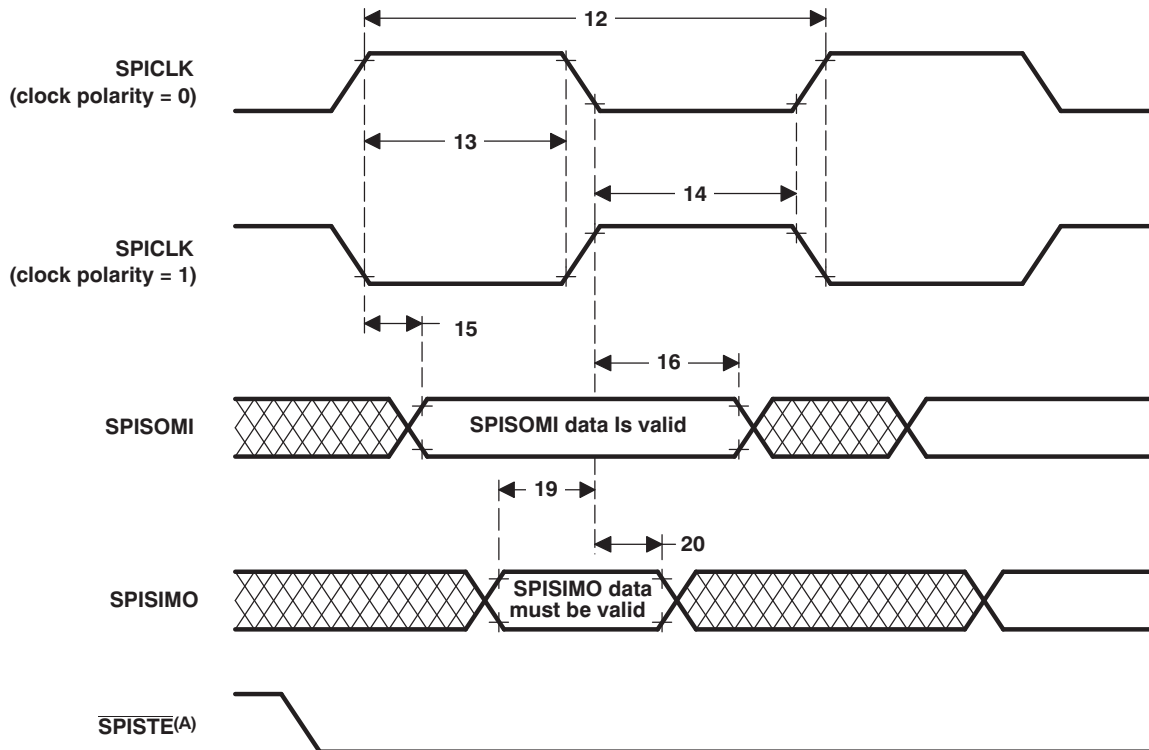 12
SPICLK
(clock polarity = 0)
13
14
SPICLK
(clock polarity = 1)
15
16
SPISOMI
SPISOMI data Is valid
19
20
SPISIMO
SPISIMO data
must be valid
SPISTE(A)